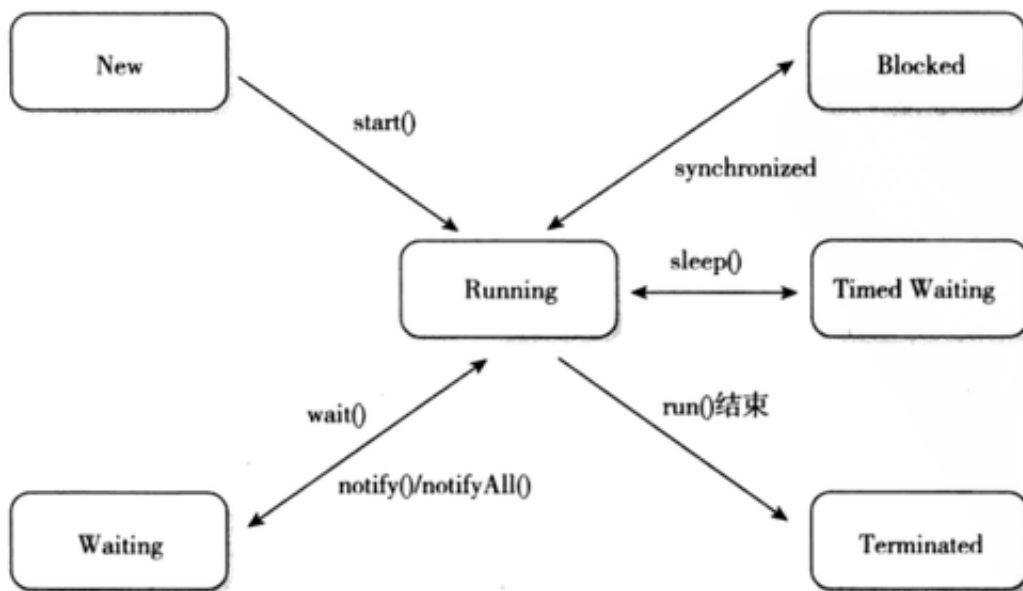 New
Blocked
start()
synchronized
sleep()
Running
Timed Waiting
wait()
run()结束
notify()/notifyAll()
Waiting
Terminated